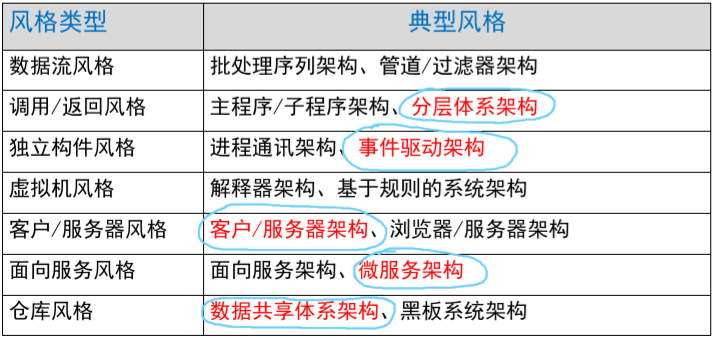 风格类型 典型风格
数据流风格 批处理序列架构、管道/过滤器架构
调用/返回风格 主程序/子程序架构、分层体系架构
独立构件风格 进程通讯架构、事件驱动架构
虚拟机风格 解释器架构、基于规则的系统架构
客户/服务器风格 客户/服务器架构、浏览器/服务器架构
面向服务风格 面向服务架构、微服务架构
仓库风格 数据共享体系架构、黑板系统架构